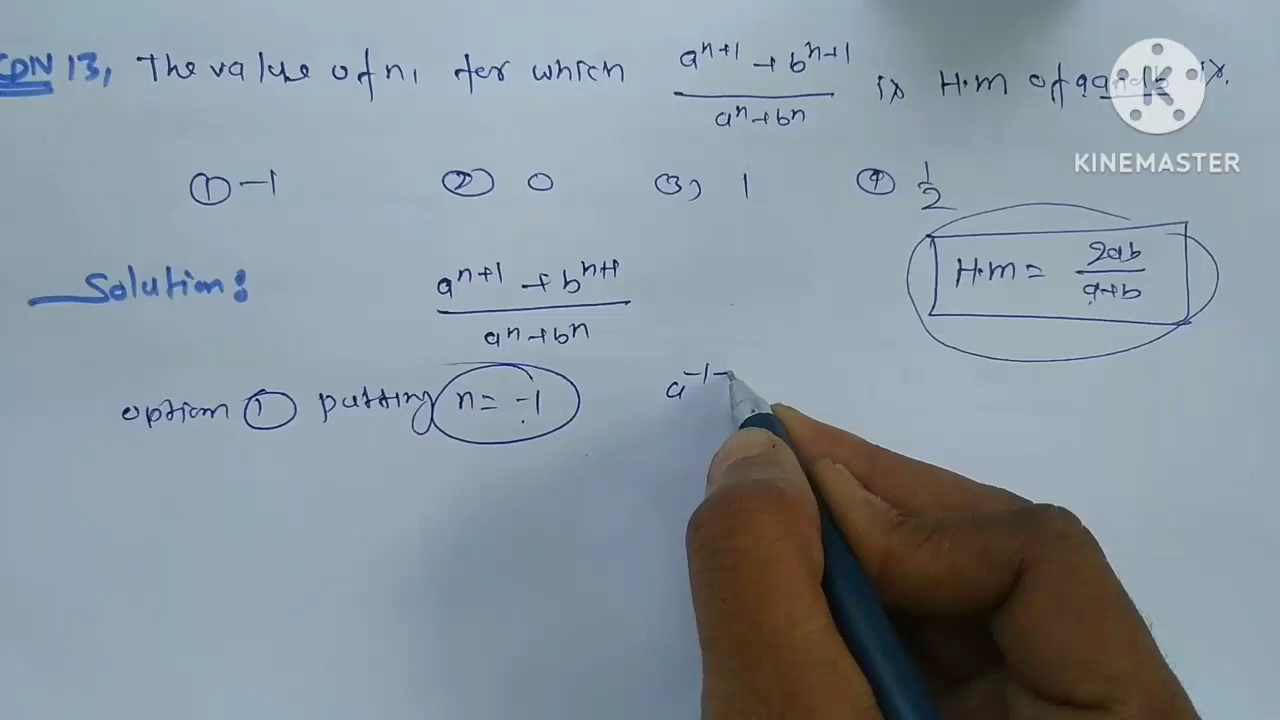 QN 13, The value of n, for which a^{n+1} + b^{n+1} / a^n + b^n is H.m of a and b is.
① -1 ② 0 ③, 1 ④ 1/2
Solution: a^{n+1} + b^{n+1} / a^n + b^n
H.m = 2ab / a+b
option ① putting n = -1 a^{-1-
KINEMASTER